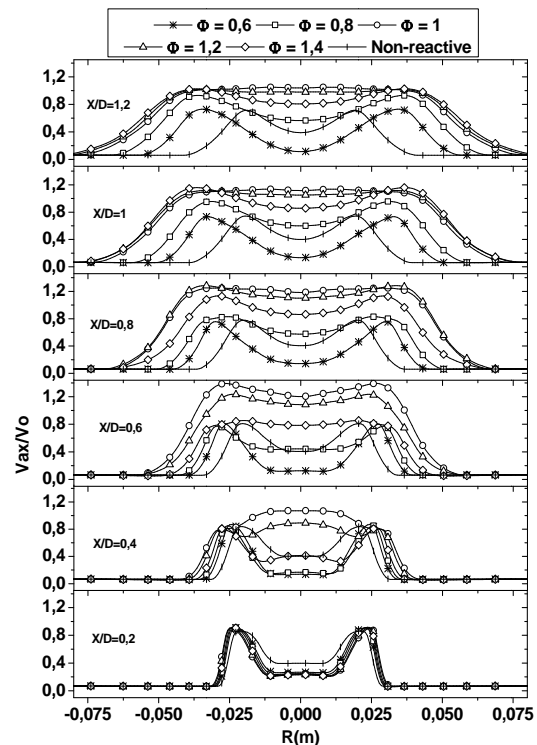 Φ = 0,6 Φ = 0,8 Φ = 1
Φ = 1,2 Φ = 1,4 Non-reactive
1,2
0,8
0,4
0,0
X/D=1,2
1,6
1,2
0,8
0,4
0,0
X/D=1
1,2
0,8
0,4
0,0
X/D=0,8
1,6
1,2
0,8
0,4
0,0
X/D=0,6
1,2
0,8
0,4
0,0
X/D=0,4
1,2
0,8
0,4
0,0
X/D=0,2
Vax/Vo
-0,075 -0,050 -0,025 0,000 0,025 0,050 0,075
R(m)